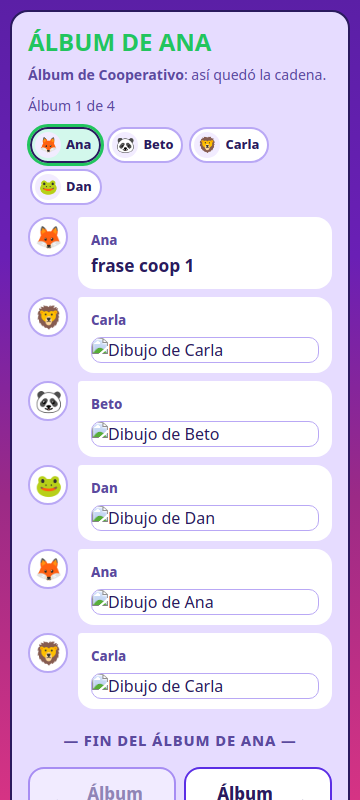 ÁLBUM DE ANA
Álbum de Cooperativo: así quedó la cadena.
Álbum 1 de 4
Ana
Beto
Carla
Dan
Ana
frase coop 1
Carla
Dibujo de Carla
Beto
Dibujo de Beto
Dan
Dibujo de Dan
Ana
Dibujo de Ana
Carla
Dibujo de Carla
— FIN DEL ÁLBUM DE ANA —
Álbum
Álbum